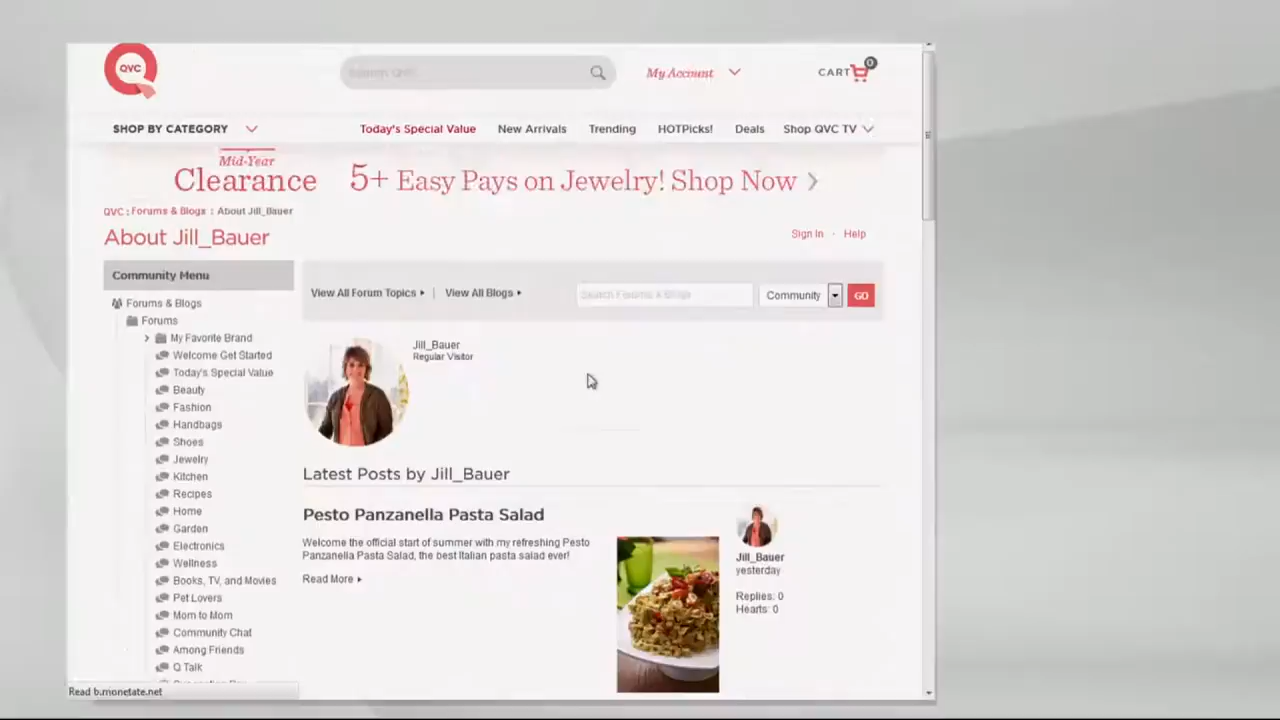 QVC
Search QVC
My Account
CART
0
SHOP BY CATEGORY
Today's Special Value
New Arrivals
Trending
HOTPicks!
Deals
Shop QVC TV
Mid-Year
Clearance
5+ Easy Pays on Jewelry! Shop Now
QVC : Forums & Blogs : About Jill_Bauer
About Jill_Bauer
Sign In · Help
Community Menu
Forums & Blogs
Forums
My Favorite Brand
Welcome Get Started
Today's Special Value
Beauty
Fashion
Handbags
Shoes
Jewelry
Kitchen
Recipes
Home
Garden
Electronics
Wellness
Books, TV, and Movies
Pet Lovers
Mom to Mom
Community Chat
Among Friends
Q Talk
View All Forum Topics | View All Blogs
Search Forums & Blogs
Community
GO
Jill_Bauer
Regular Visitor
Latest Posts by Jill_Bauer
Pesto Panzanella Pasta Salad
Welcome the official start of summer with my refreshing Pesto
Panzanella Pasta Salad, the best Italian pasta salad ever!
Read More
Jill_Bauer
yesterday
Replies: 0
Hearts: 0
Read b.monetate.net